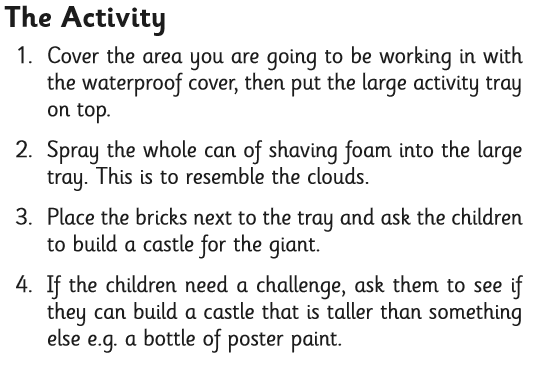 The Activity
1. Cover the area you are going to be working in with
the waterproof cover, then put the large activity tray
on top.
2. Spray the whole can of shaving foam into the large
tray. This is to resemble the clouds.
3. Place the bricks next to the tray and ask the children
to build a castle for the giant.
4. If the children need a challenge, ask them to see if
they can build a castle that is taller than something
else e.g. a bottle of poster paint.